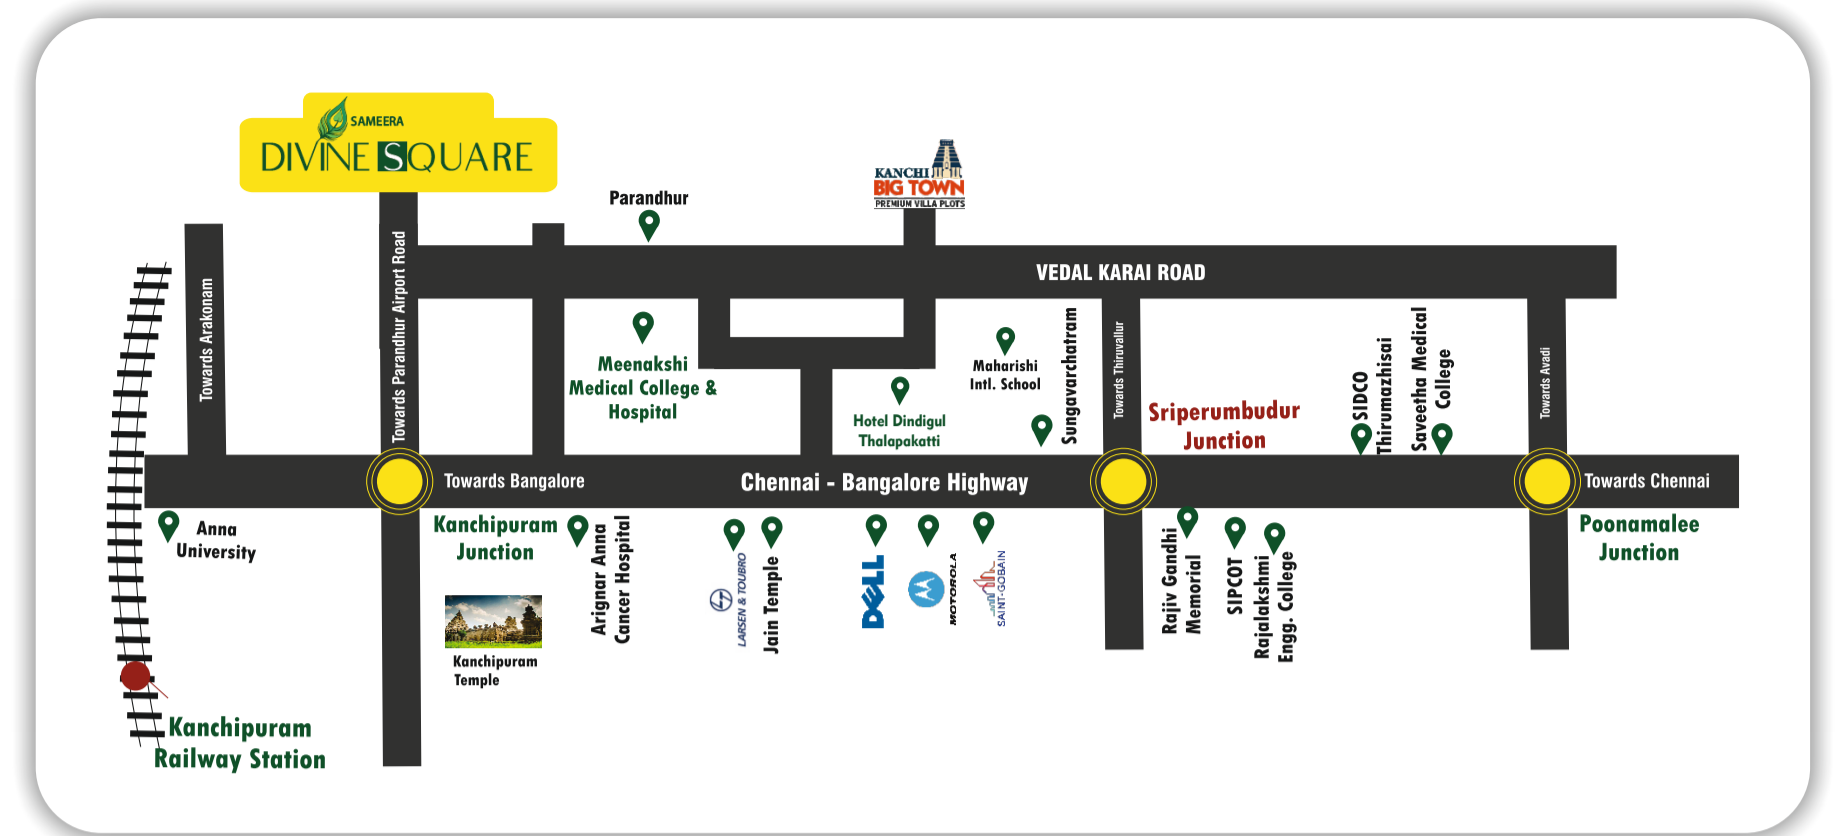 SAMEERA
DIVINE SQUARE
Parandhur
KANCHI
BIG TOWN
PREMIUM VILLA PLOTS
VEDAL KARAI ROAD
Towards Arakonam
Towards Parandhur Airport Road
Meenakshi
Medical College &
Hospital
Hotel Dindigul
Thalapakatti
Maharishi
Intl. School
Sungavarchatram
Towards Thiruvallur
Sriperumbudur
Junction
SIDCO
Thirumazhisai
Saveetha Medical
College
Towards Avadi
Towards Bangalore
Chennai - Bangalore Highway
Towards Chennai
Anna
University
Kanchipuram
Junction
Kanchipuram
Temple
Arignar Anna
Cancer Hospital
LARSEN & TOUBRO
Jain Temple
DELL
MOTOROLA
SAINT-GOBAIN
Rajiv Gandhi
Memorial
SIPCOT
Rajalakshmi
Engg. College
Poonamalee
Junction
Kanchipuram
Railway Station